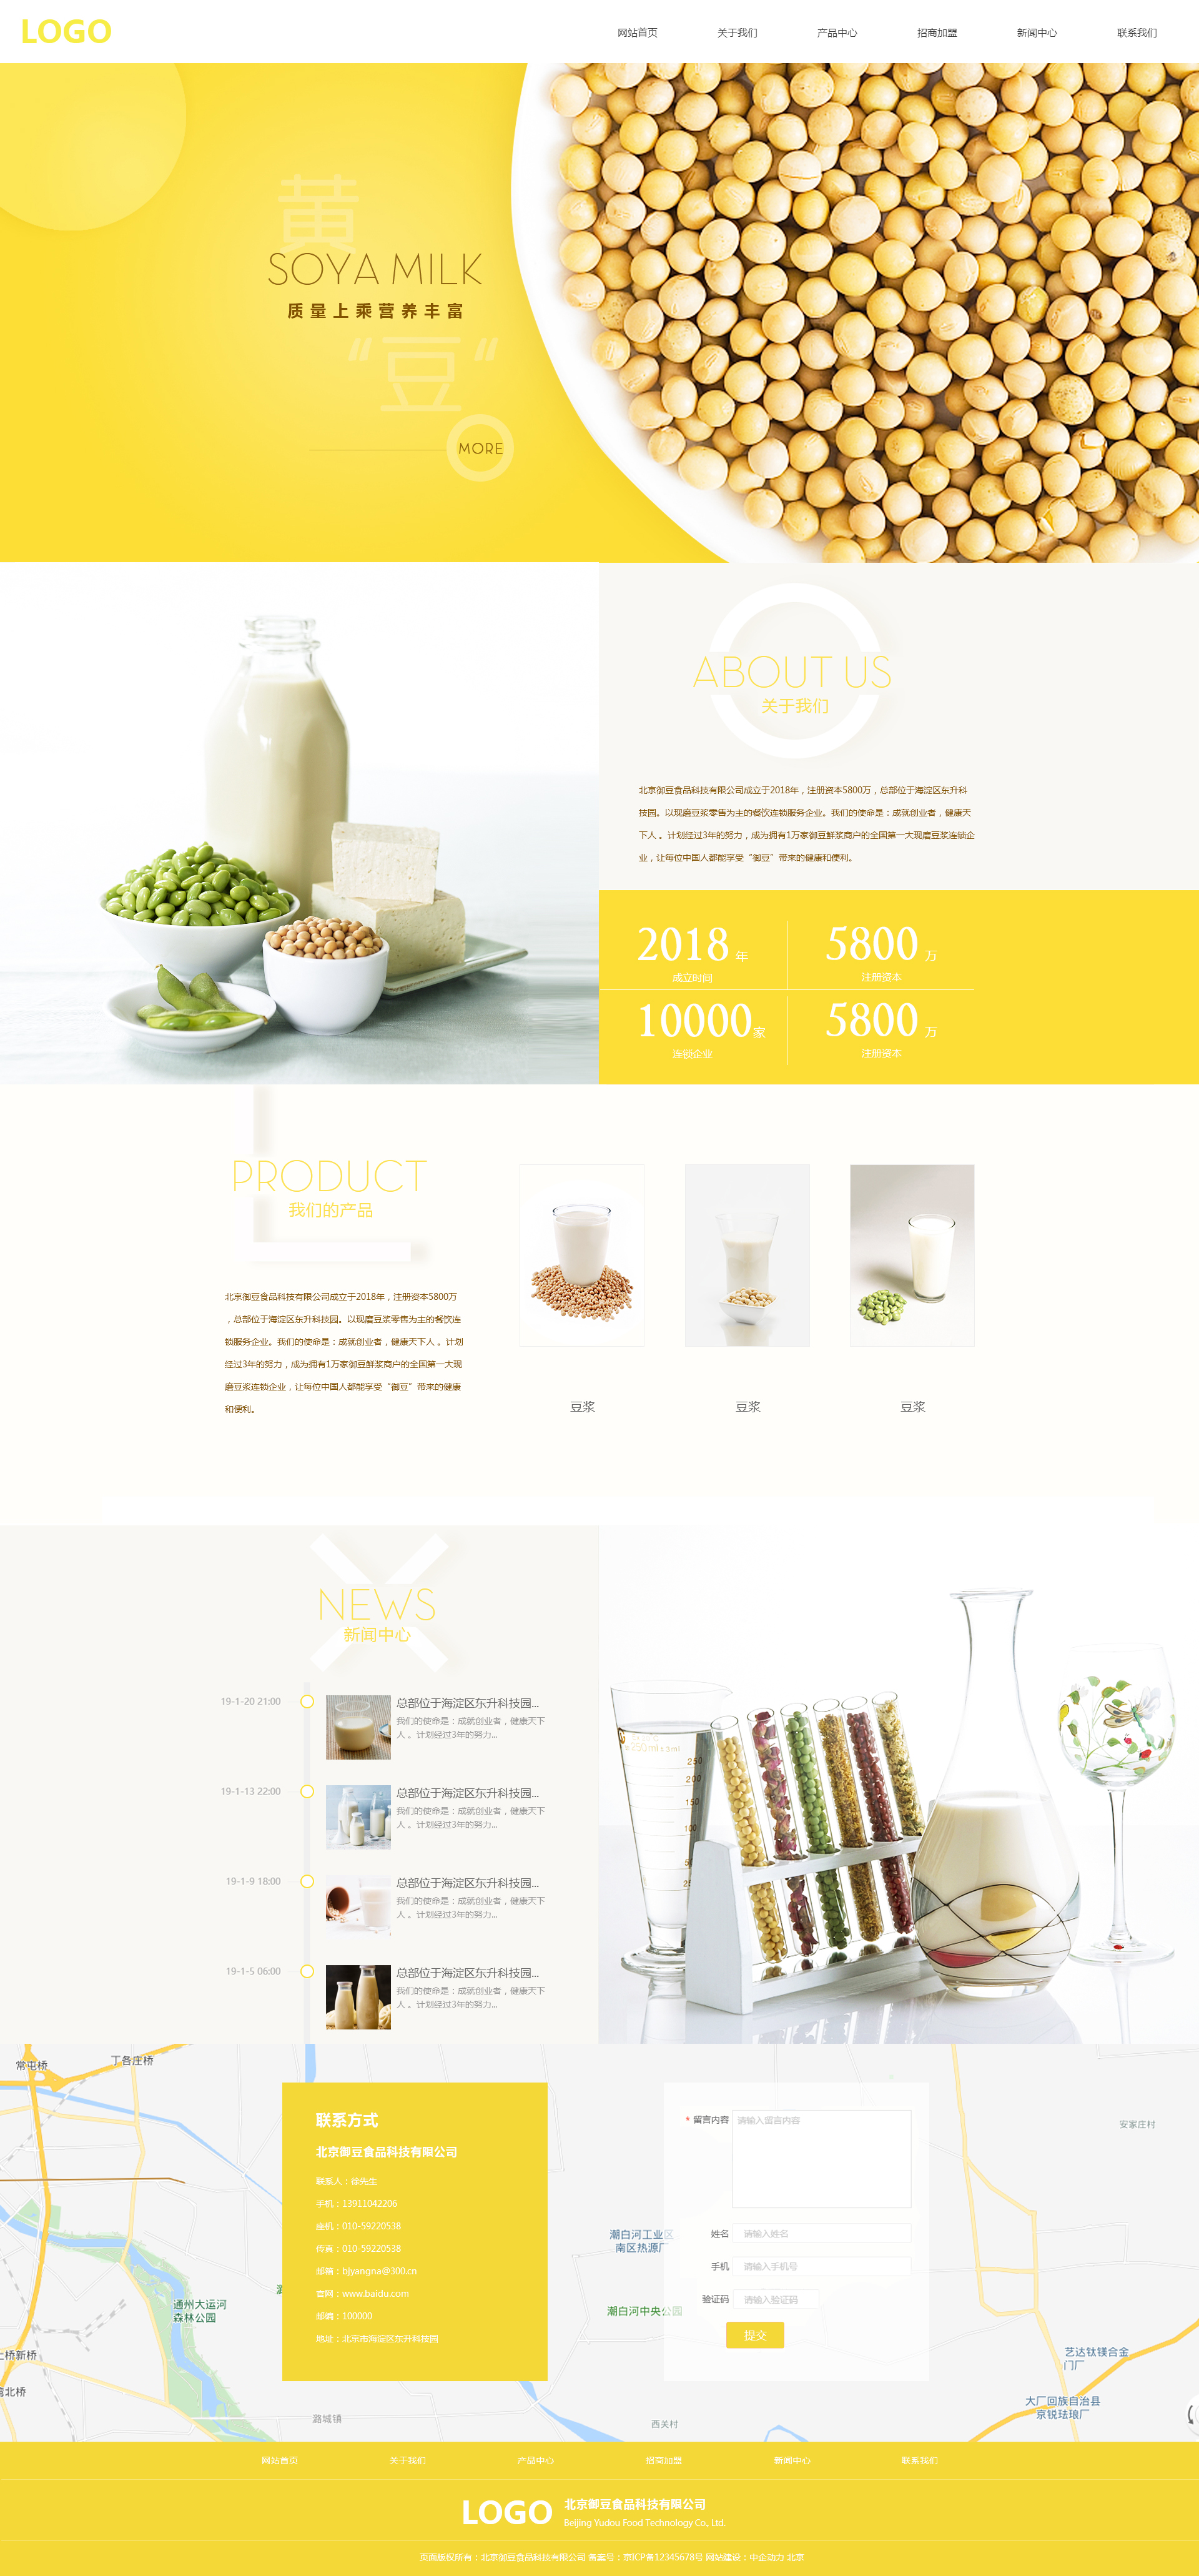 LOGO
网站首页 关于我们 产品中心 招商加盟 新闻中心 联系我们
黄
SOYA MILK
质量上乘营养丰富
“豆“
MORE
ABOUT US
关于我们
北京御豆食品科技有限公司成立于2018年，注册资本5800万，总部位于海淀区东升科
技园。以现磨豆浆零售为主的餐饮连锁服务企业。我们的使命是：成就创业者，健康天
下人 。计划经过3年的努力，成为拥有1万家御豆鲜浆商户的全国第一大现磨豆浆连锁企
业，让每位中国人都能享受“御豆”带来的健康和便利。
2018 年
成立时间
5800 万
注册资本
10000家
连锁企业
5800 万
注册资本
PRODUCT
我们的产品
北京御豆食品科技有限公司成立于2018年，注册资本5800万
，总部位于海淀区东升科技园。以现磨豆浆零售为主的餐饮连
锁服务企业。我们的使命是：成就创业者，健康天下人 。计划
经过3年的努力，成为拥有1万家御豆鲜浆商户的全国第一大现
磨豆浆连锁企业，让每位中国人都能享受“御豆”带来的健康
和便利。
豆浆 豆浆 豆浆
NEWS
新闻中心
19-1-20 21:00
总部位于海淀区东升科技园...
我们的使命是：成就创业者，健康天下
人 。计划经过3年的努力...
19-1-13 22:00
总部位于海淀区东升科技园...
我们的使命是：成就创业者，健康天下
人 。计划经过3年的努力...
19-1-9 18:00
总部位于海淀区东升科技园...
我们的使命是：成就创业者，健康天下
人 。计划经过3年的努力...
19-1-5 06:00
总部位于海淀区东升科技园...
我们的使命是：成就创业者，健康天下
人 。计划经过3年的努力...
250
200
150
100
常屯桥
丁各庄桥
安家庄村
联系方式
北京御豆食品科技有限公司
联系人：徐先生
手机：13911042206
座机：010-59220538
传真：010-59220538
邮箱：bjyangna@300.cn
官网：www.baidu.com
邮编：100000
地址：北京市海淀区东升科技园
* 留言内容 请输入留言内容
姓名 请输入姓名
手机 请输入手机号
验证码 请输入验证码
提交
潮白河工业区
南区热源厂
潮白河中央公园
通州大运河
森林公园
上桥新桥
北桥
潞城镇
西关村
艺达钛镁合金
门厂
大厂回族自治县
京锐珐琅厂
网站首页 关于我们 产品中心 招商加盟 新闻中心 联系我们
LOGO
北京御豆食品科技有限公司
Beijing Yudou Food Technology Co., Ltd.
页面版权所有：北京御豆食品科技有限公司 备案号：京ICP备12345678号 网站建设：中企动力 北京